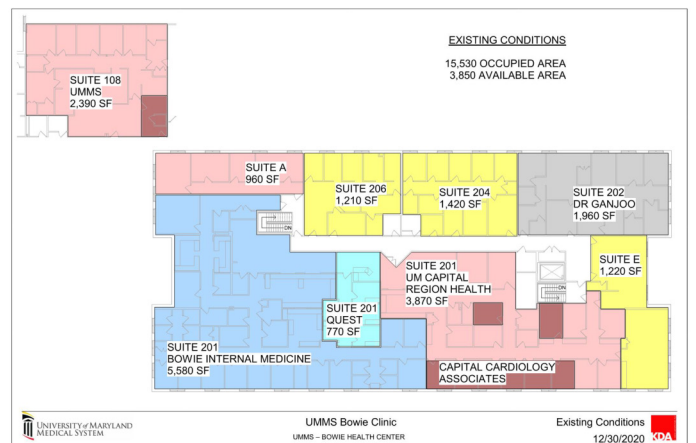 EXISTING CONDITIONS
15,530 OCCUPIED AREA
3,850 AVAILABLE AREA
SUITE 108
UMMS
2,390 SF
SUITE A
960 SF
SUITE 206
1,210 SF
SUITE 204
1,420 SF
SUITE 202
DR GANJOO
1,960 SF
DN
SUITE 201
UM CAPITAL
REGION HEALTH
3,870 SF
SUITE E
1,220 SF
DN
SUITE 201
QUEST
770 SF
SUITE 201
BOWIE INTERNAL MEDICINE
5,580 SF
CAPITAL CARDIOLOGY
ASSOCIATES
UNIVERSITY of MARYLAND
MEDICAL SYSTEM
UMMS Bowie Clinic
UMMS – BOWIE HEALTH CENTER
Existing Conditions
12/30/2020
KDA